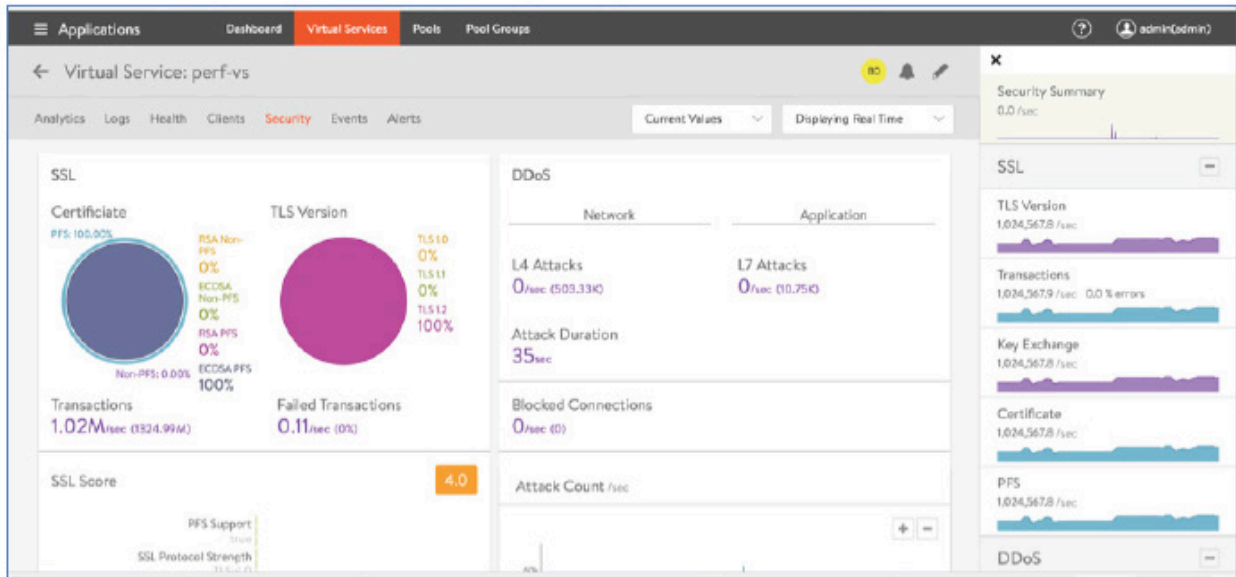 Applications
Dashboard
Virtual Services
Pools
Pool Groups
?
admin(admin)
Virtual Service: perf-vs
80
Analytics
Logs
Health
Clients
Security
Events
Alerts
Current Values
Displaying Real Time
SSL
Certificiate
PFS: 100.00%
RSA Non-
PFS
0%
ECDSA
Non-PFS
0%
RSA PFS
0%
ECDSA PFS
100%
Non-PFS: 0.00%
TLS Version
TLS 1.0
0%
TLS 1.1
0%
TLS 1.2
100%
Transactions
1.02M/sec (1324.99M)
Failed Transactions
0.11/sec (0%)
SSL Score
4.0
PFS Support
true
SSL Protocol Strength
DDoS
Network
Application
L4 Attacks
0/sec (503.33K)
L7 Attacks
0/sec (10.75K)
Attack Duration
35sec
Blocked Connections
0/sec (0)
Attack Count /sec
+
-
×
Security Summary
0.0 /sec
SSL
TLS Version
1,024,567.8 /sec
Transactions
1,024,567.9 /sec 0.0 % errors
Key Exchange
1,024,567.8 /sec
Certificate
1,024,567.8 /sec
PFS
1,024,567.8 /sec
DDoS